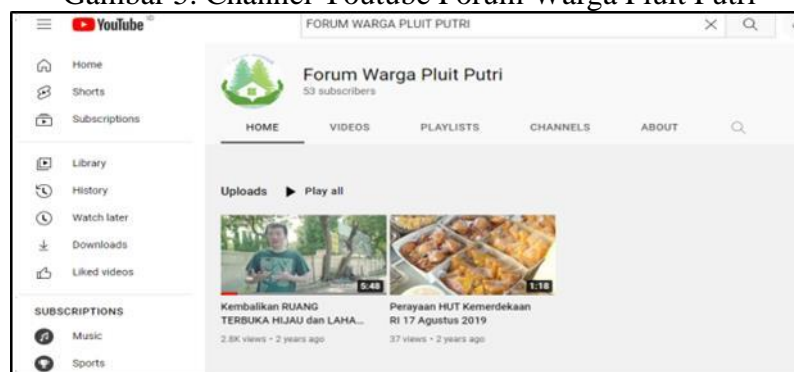 Gambar 3. Channel Youtube Forum Warga Pluit Putri
YouTube ID
FORUM WARGA PLUIT PUTRI
Home
Shorts
Subscriptions
Library
History
Watch later
Downloads
Liked videos
SUBSCRIPTIONS
Music
Sports
Forum Warga Pluit Putri
53 subscribers
HOME VIDEOS PLAYLISTS CHANNELS ABOUT
Uploads Play all
5:48
1:18
Kembalikan RUANG
TERBUKA HIJAU dan LAHA...
2.8K views • 2 years ago
Perayaan HUT Kemerdekaan
RI 17 Agustus 2019
37 views • 2 years ago